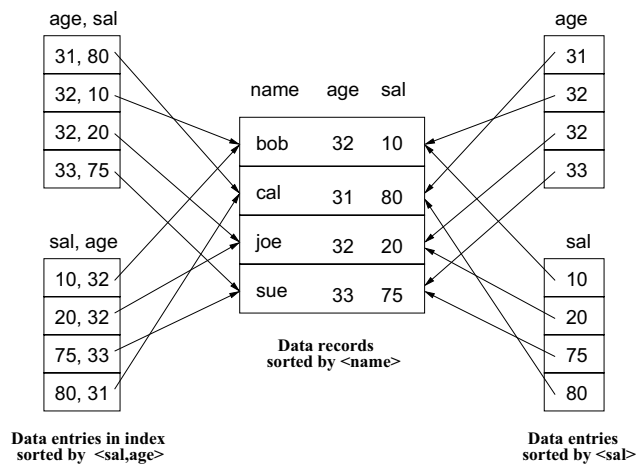 age, sal
31, 80
32, 10
32, 20
33, 75
sal, age
10, 32
20, 32
75, 33
80, 31
Data entries in index
sorted by <sal,age>
name age sal
bob 32 10
cal 31 80
joe 32 20
sue 33 75
Data records
sorted by <name>
age
31
32
32
33
sal
10
20
75
80
Data entries
sorted by <sal>